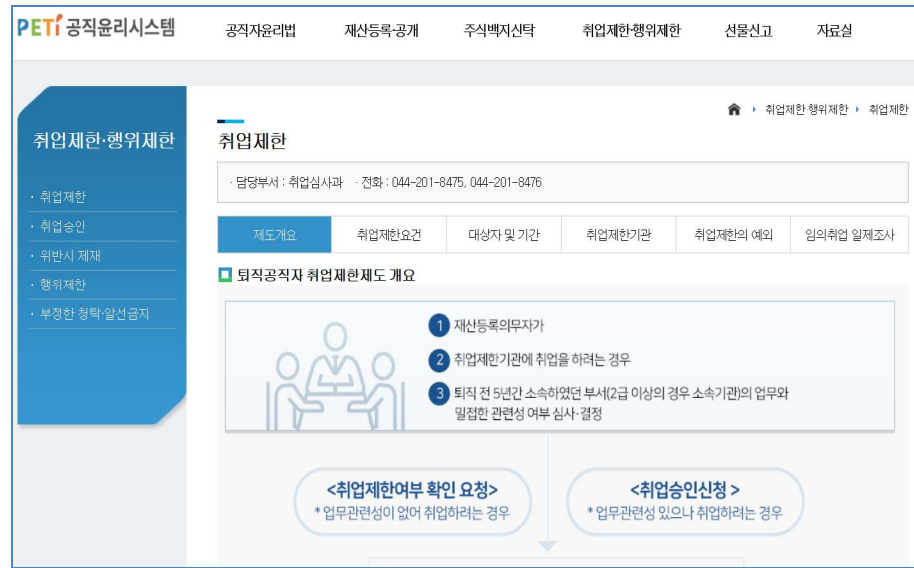 PETI 공직윤리시스템
공직자윤리법 재산등록·공개 주식백지신탁 취업제한·행위제한 선물신고 자료실
취업제한·행위제한 › 취업제한
취업제한·행위제한
· 취업제한
· 취업승인
· 위반시 제재
· 행위제한
· 부정한 청탁·알선금지
취업제한
· 담당부서 : 취업심사과 · 전화 : 044-201-8475, 044-201-8476
제도개요 취업제한요건 대상자 및 기간 취업제한기관 취업제한의 예외 임의취업 일제조사
퇴직공직자 취업제한제도 개요
1 재산등록의무자가
2 취업제한기관에 취업을 하려는 경우
3 퇴직 전 5년간 소속하였던 부서(2급 이상의 경우 소속기관)의 업무와
밀접한 관련성 여부 심사·결정
<취업제한여부 확인 요청>
* 업무관련성이 없어 취업하려는 경우
<취업승인신청 >
* 업무관련성 있으나 취업하려는 경우